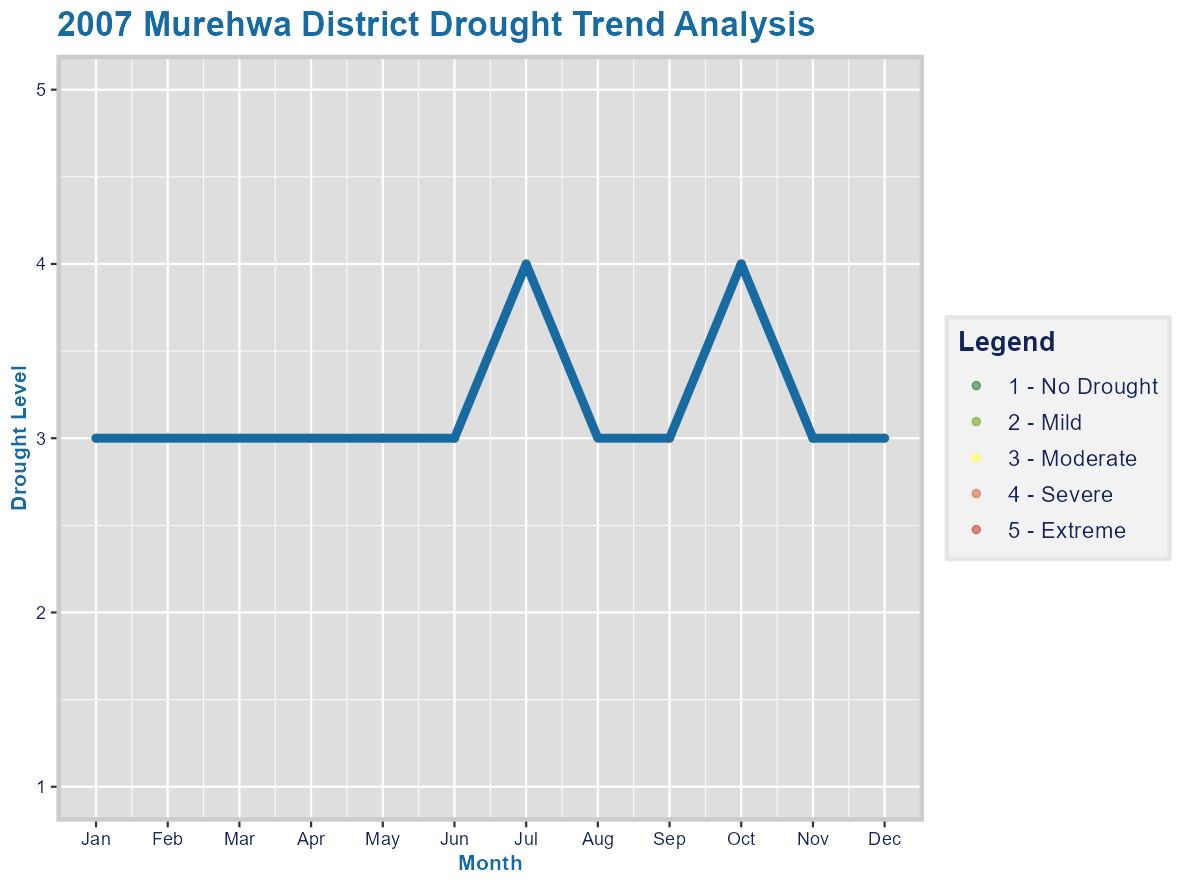 2007 Murehwa District Drought Trend Analysis
Drought Level
5
4
3
2
1
Jan Feb Mar Apr May Jun Jul Aug Sep Oct Nov Dec
Month
Legend
1 - No Drought
2 - Mild
3 - Moderate
4 - Severe
5 - Extreme